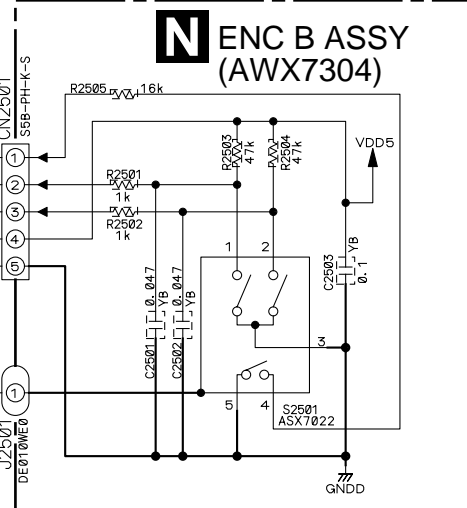 N ENC B ASSY
(AWX7304)
CN2501
S5B-PH-K-S
R2505 16k
1
2
3
4
5
R2501
1k
R2502
1k
R2503
47k
R2504
47k
VDD5
1 2
C2503
YB
0.1
C2501
0.047
YB
C2502
0.047
YB
3
5 4
S2501
ASX7022
1
J2501
DE010WE0
GNDD